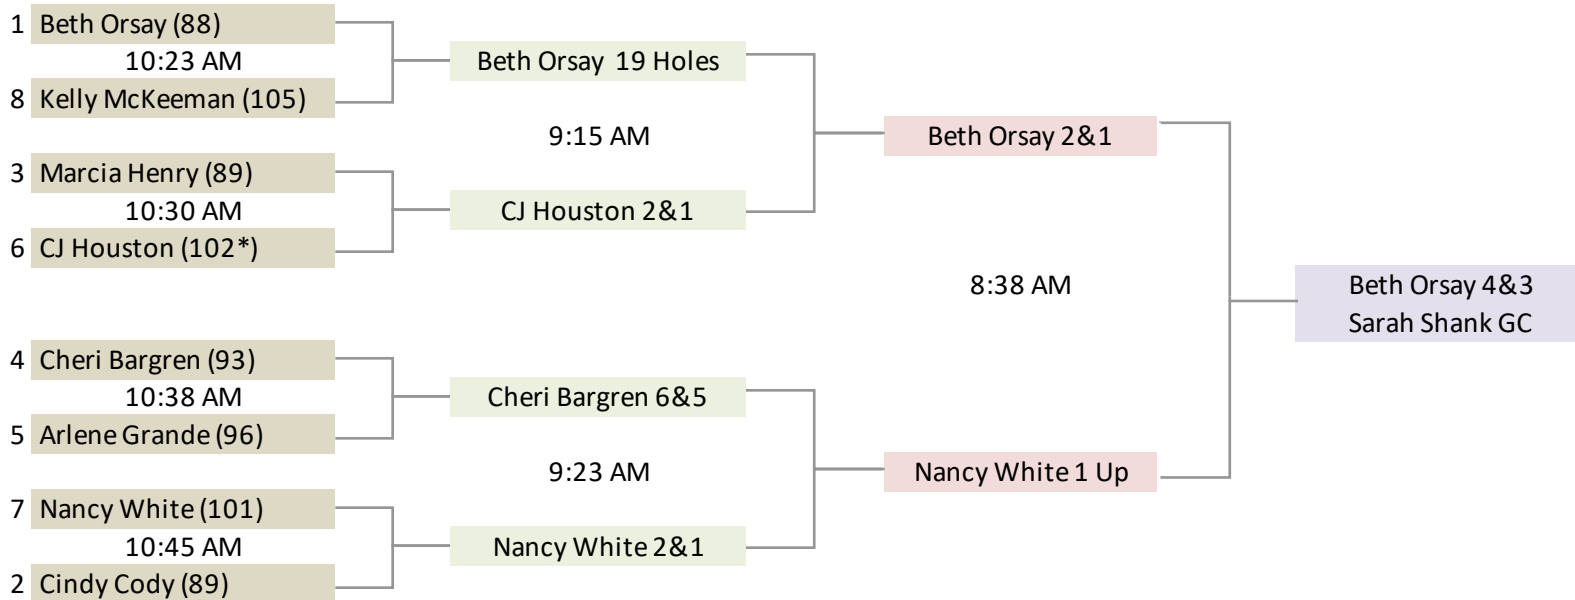 1 Beth Orsay (88)
10:23 AM
8 Kelly McKeeman (105)
Beth Orsay 19 Holes
9:15 AM
3 Marcia Henry (89)
10:30 AM
6 CJ Houston (102*)
CJ Houston 2&1
Beth Orsay 2&1
8:38 AM
Beth Orsay 4&3
Sarah Shank GC
4 Cheri Bargren (93)
10:38 AM
5 Arlene Grande (96)
Cheri Bargren 6&5
9:23 AM
7 Nancy White (101)
10:45 AM
2 Cindy Cody (89)
Nancy White 2&1
Nancy White 1 Up